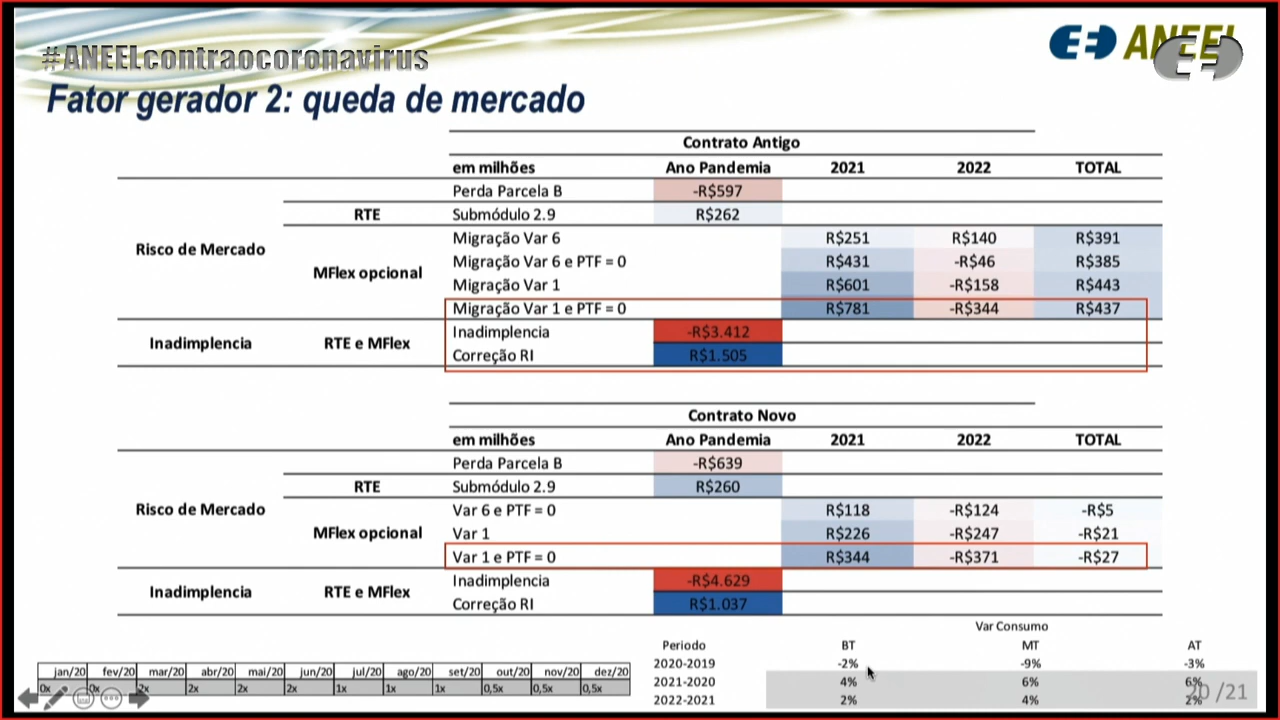 #ANEELcontraocoronavirus
ANEEL
Fator gerador 2: queda de mercado
Contrato Antigo
em milhões Ano Pandemia 2021 2022 TOTAL
Perda Parcela B -R$597
RTE Submódulo 2.9 R$262
Risco de Mercado
MFlex opcional
Migração Var 6 R$251 R$140 R$391
Migração Var 6 e PTF = 0 R$431 -R$46 R$385
Migração Var 1 R$601 -R$158 R$443
Migração Var 1 e PTF = 0 R$781 -R$344 R$437
Inadimplencia RTE e MFlex
Inadimplencia -R$3.412
Correção RI R$1.505
Contrato Novo
em milhões Ano Pandemia 2021 2022 TOTAL
Perda Parcela B -R$639
RTE Submódulo 2.9 R$260
Risco de Mercado
MFlex opcional
Var 6 e PTF = 0 R$118 -R$124 -R$5
Var 1 R$226 -R$247 -R$21
Var 1 e PTF = 0 R$344 -R$371 -R$27
Inadimplencia RTE e MFlex
Inadimplencia -R$4.629
Correção RI R$1.037
Var Consumo
Periodo BT MT AT
2020-2019 -2% -9% -3%
2021-2020 4% 6% 6%
2022-2021 2% 4% 2%
jan/20 fev/20 mar/20 abr/20 mai/20 jun/20 jul/20 ago/20 set/20 out/20 nov/20 dez/20
0x 0x 2x 2x 2x 2x 1x 1x 1x 0,5x 0,5x 0,5x
20 /21